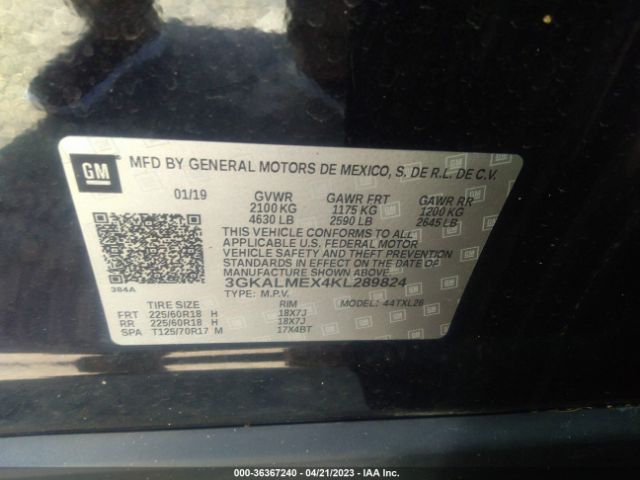 GM
MFD BY GENERAL MOTORS DE MEXICO, S. DE R.L. DE C.V.
01/19 GVWR GAWR FRT GAWR RR
2100 KG 1175 KG 1200 KG
4630 LB 2590 LB 2645 LB
THIS VEHICLE CONFORMS TO ALL
APPLICABLE U.S. FEDERAL MOTOR
VEHICLE SAFETY AND THEFT PREVENTION
STANDARDS IN EFFECT ON THE DATE OF
MANUFACTURE SHOWN ABOVE.
384A
3GKALMEX4KL289824
TYPE: M.P.V. MODEL: 44TXL26
TIRE SIZE RIM
FRT 225/60R18 H 18X7J
RR 225/60R18 H 18X7J
SPA T125/70R17 M 17X4BT
000-36367240 - 04/21/2023 - IAA Inc.